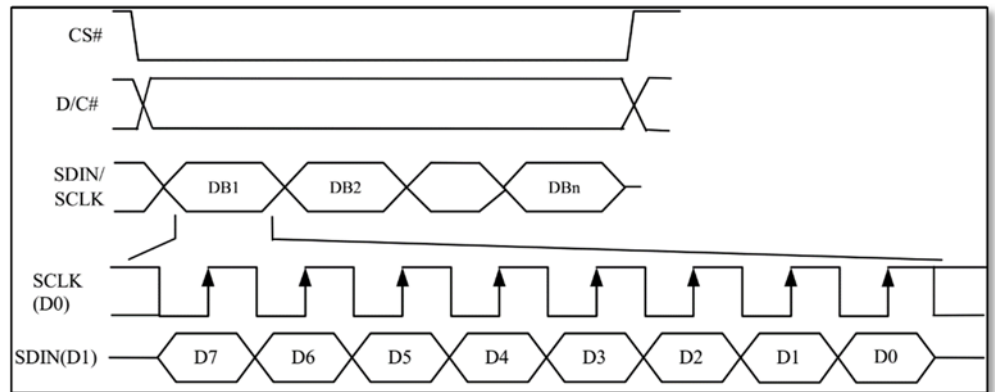 CS#
D/C#
SDIN/
SCLK
DB1 DB2 DBn
SCLK
(D0)
SDIN(D1) D7 D6 D5 D4 D3 D2 D1 D0